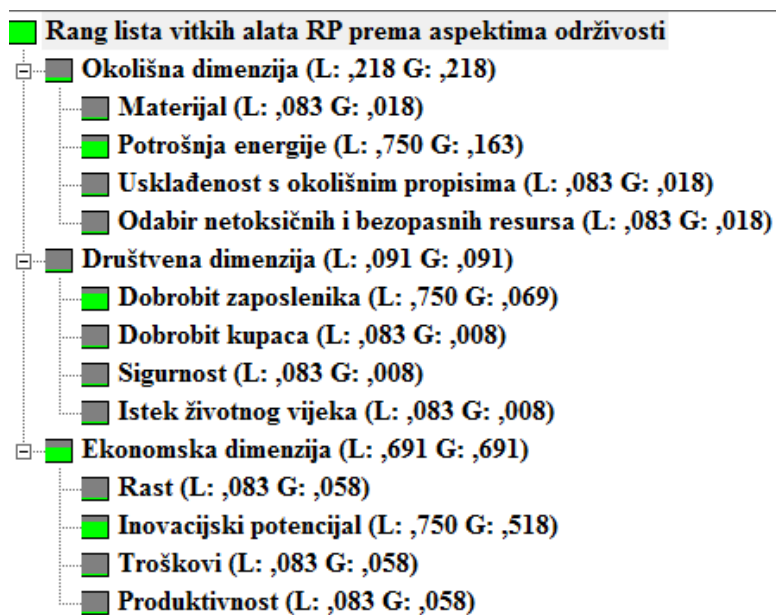 Rang lista vitkih alata RP prema aspektima održivosti
Okolišna dimenzija (L: ,218 G: ,218)
Materijal (L: ,083 G: ,018)
Potrošnja energije (L: ,750 G: ,163)
Usklađenost s okolišnim propisima (L: ,083 G: ,018)
Odabir netoksičnih i bezopasnih resursa (L: ,083 G: ,018)
Društvena dimenzija (L: ,091 G: ,091)
Dobrobit zaposlenika (L: ,750 G: ,069)
Dobrobit kupaca (L: ,083 G: ,008)
Sigurnost (L: ,083 G: ,008)
Istek životnog vijeka (L: ,083 G: ,008)
Ekonomska dimenzija (L: ,691 G: ,691)
Rast (L: ,083 G: ,058)
Inovacijski potencijal (L: ,750 G: ,518)
Troškovi (L: ,083 G: ,058)
Produktivnost (L: ,083 G: ,058)